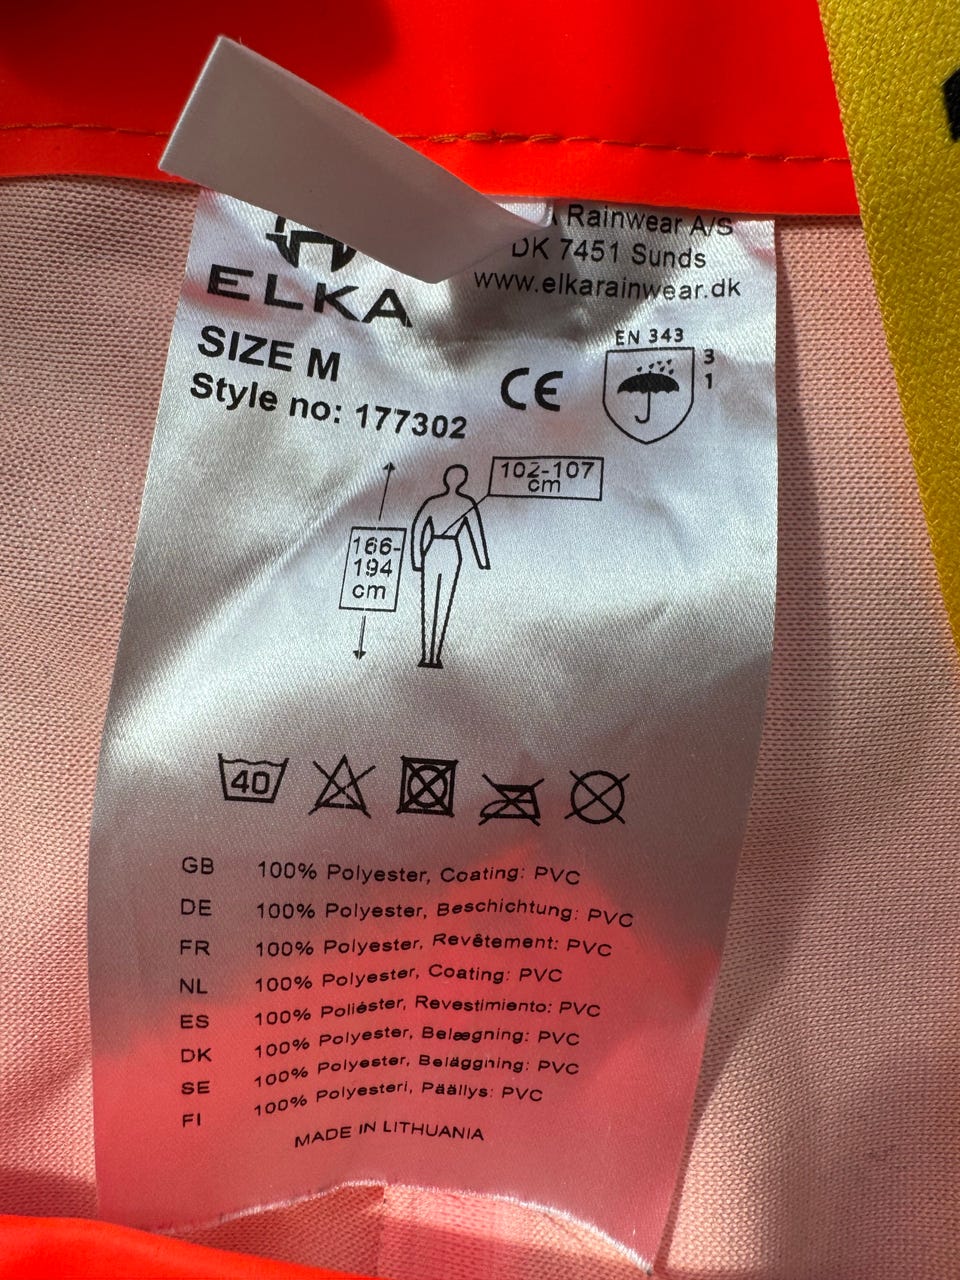 ELKA
Rainwear A/S
DK 7451 Sunds
www.elkarainwear.dk
SIZE M
Style no: 177302
CE
EN 343
3
1
102-107
cm
166-
194
cm
40
GB 100% Polyester, Coating: PVC
DE 100% Polyester, Beschichtung: PVC
FR 100% Polyester, Revêtement: PVC
NL 100% Polyester, Coating: PVC
ES 100% Poliéster, Revestimiento: PVC
DK 100% Polyester, Belægning: PVC
SE 100% Polyester, Beläggning: PVC
FI 100% Polyesteri, Päällys: PVC
MADE IN LITHUANIA